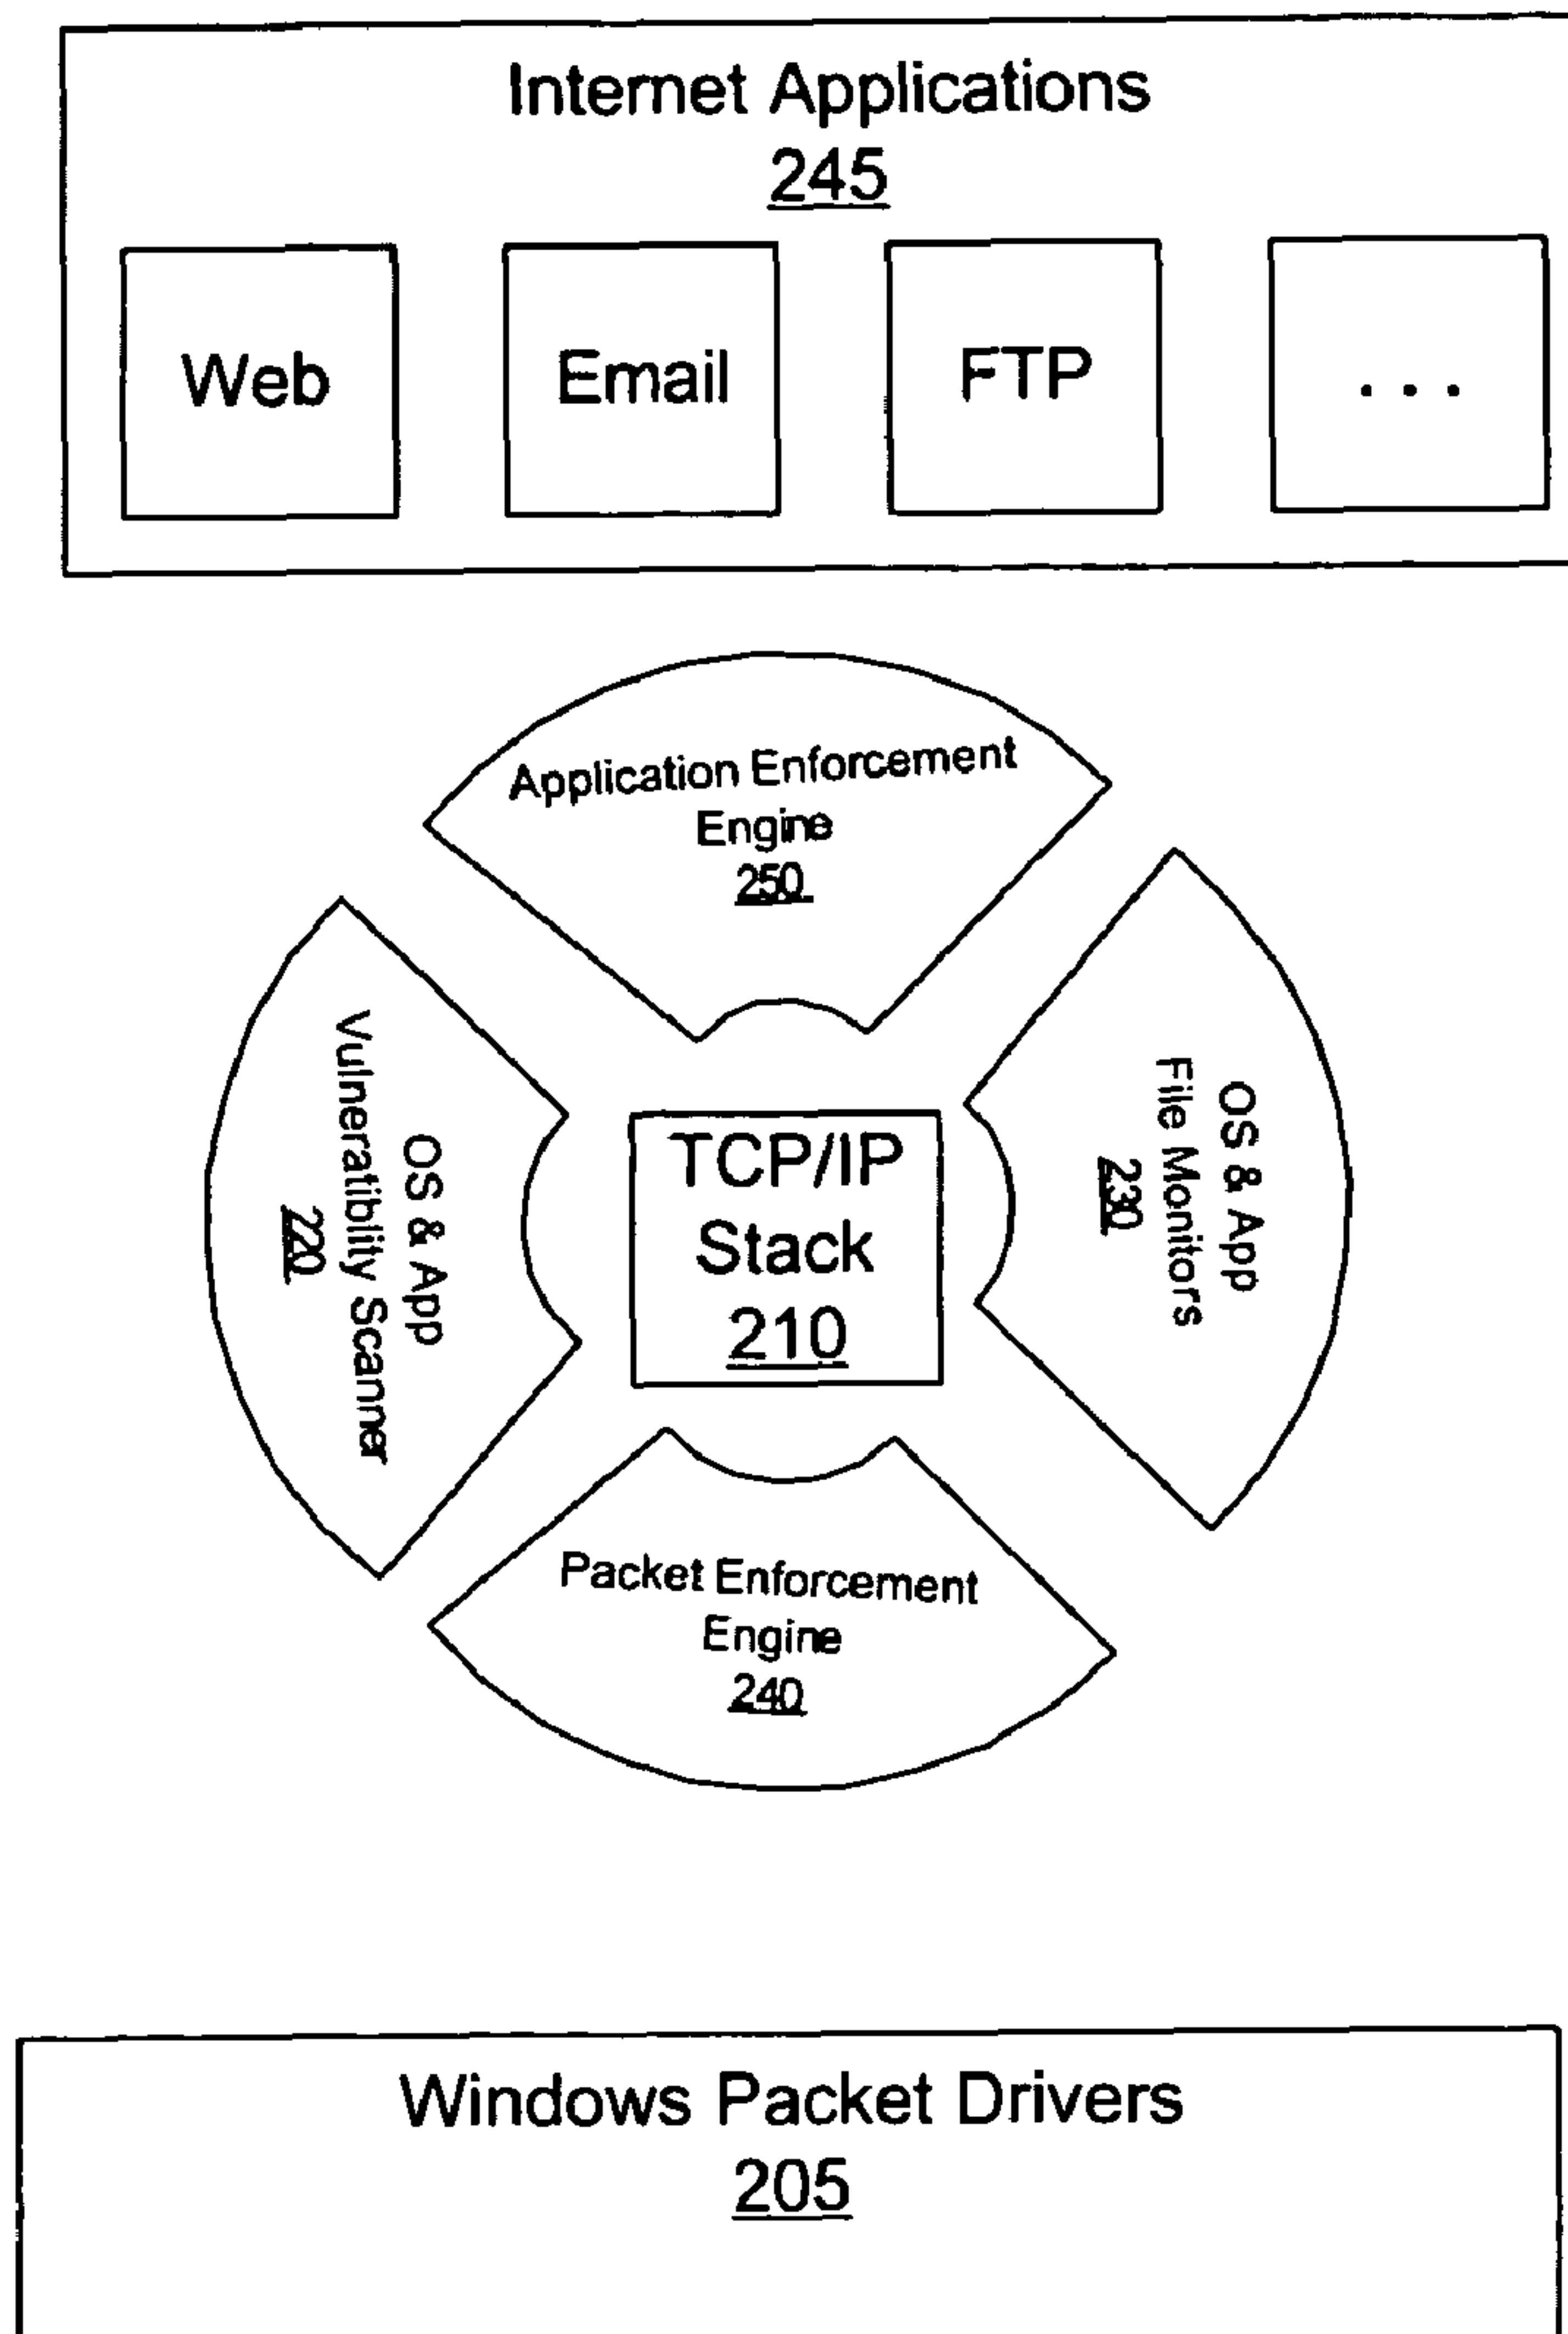 Internet Applications
245
Web
Email
FTP
. . .
Application Enforcement
Engine
250
OS & App
Vulneratiblity Scanner
220
TCP/IP
Stack
210
OS & App
File Monitors
230
Packet Enforcement
Engine
240
Windows Packet Drivers
205